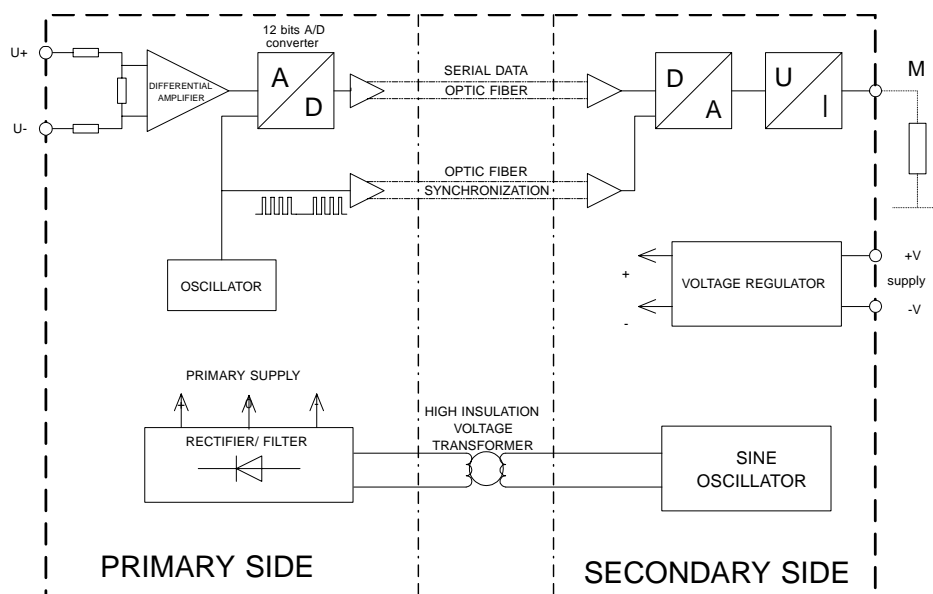 12 bits A/D
converter
U+
U-
DIFFERENTIAL
AMPLIFIER
A
D
SERIAL DATA
OPTIC FIBER
D
A
U
I
M
OPTIC FIBER
SYNCHRONIZATION
OSCILLATOR
+
-
VOLTAGE REGULATOR
+V
supply
-V
PRIMARY SUPPLY
+
0
-
RECTIFIER/ FILTER
HIGH INSULATION
VOLTAGE
TRANSFORMER
SINE
OSCILLATOR
PRIMARY SIDE
SECONDARY SIDE